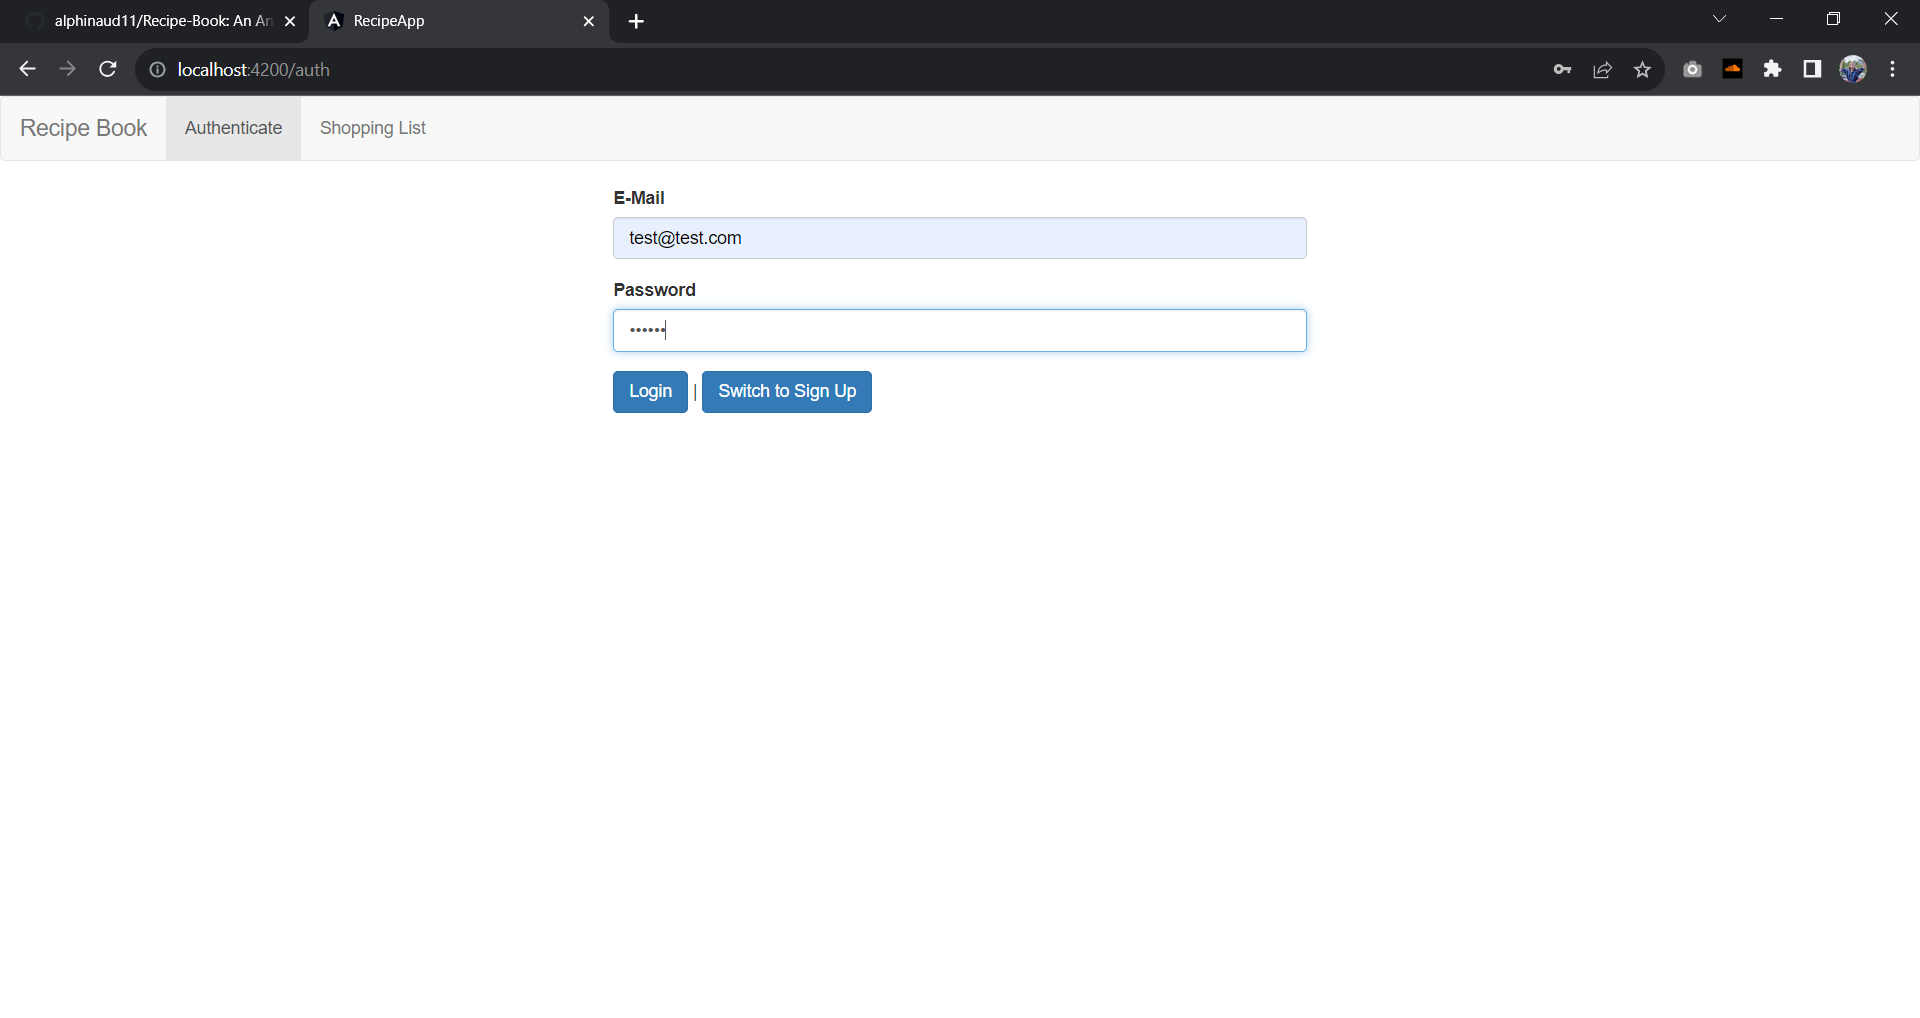 alphinaud11/Recipe-Book: An An
RecipeApp
localhost:4200/auth
Recipe Book
Authenticate
Shopping List
E-Mail
test@test.com
Password
••••••
Login | Switch to Sign Up